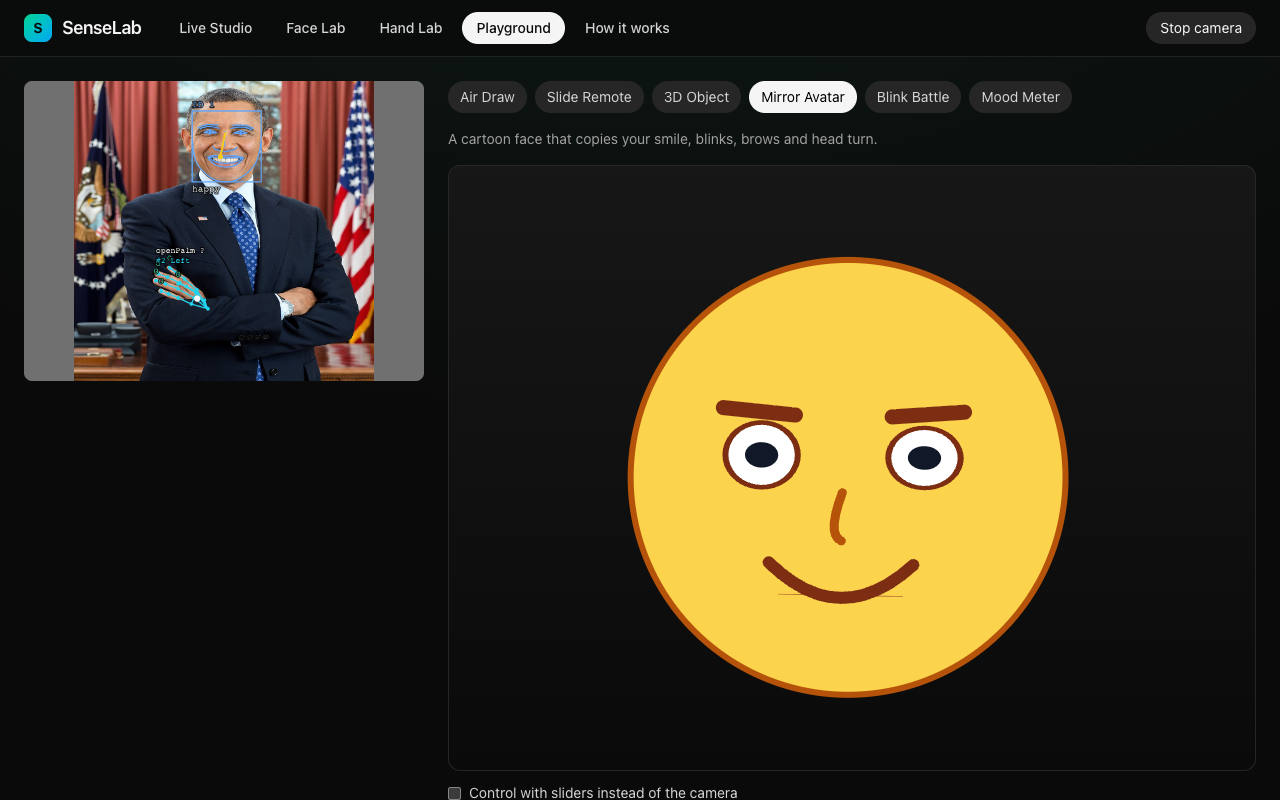 S SenseLab Live Studio Face Lab Hand Lab Playground How it works Stop camera
Air Draw Slide Remote 3D Object Mirror Avatar Blink Battle Mood Meter
A cartoon face that copies your smile, blinks, brows and head turn.
happy
openPalm ?
#2 Left
Control with sliders instead of the camera